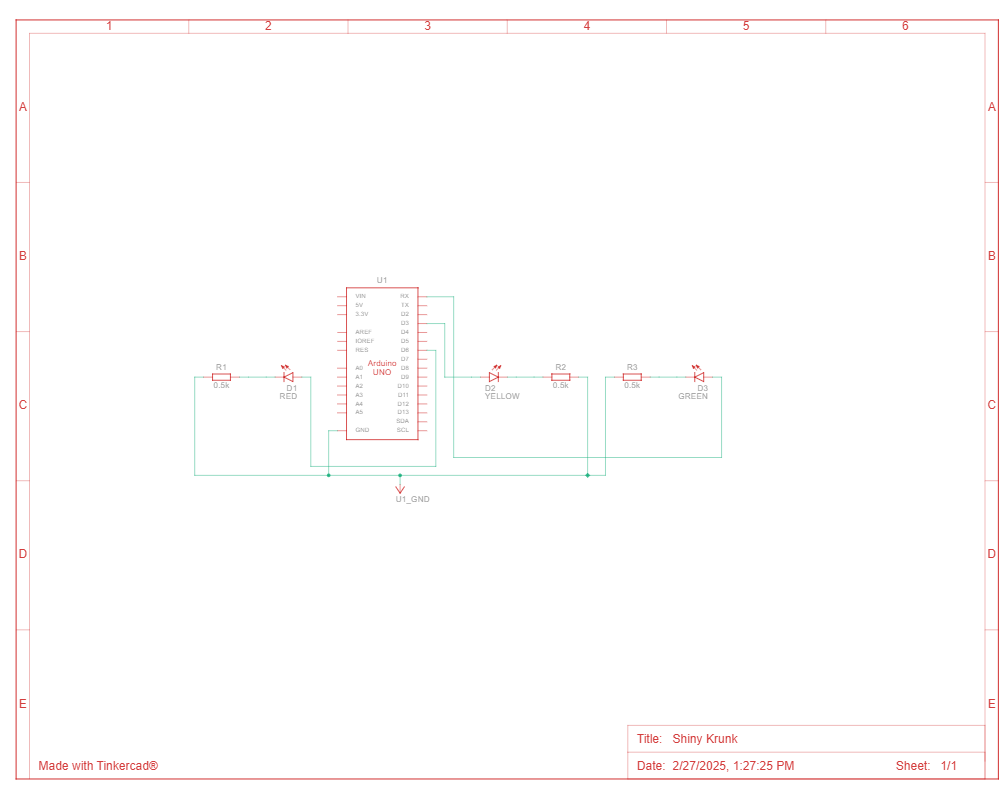 1 2 3 4 5 6
A A
B B
U1
VIN RX
5V TX
3.3V D2
D3
AREF D4
IOREF D5
RES D6
D7
A0 D8
A1 D9
A2 D10
A3 D11
A4 D12
A5 D13
SDA
GND SCL
Arduino
UNO
R1
0.5k
D1
RED
D2
YELLOW
R2
0.5k
R3
0.5k
D3
GREEN
C C
U1_GND
D D
E E
Title: Shiny Krunk
Made with Tinkercad®
Date: 2/27/2025, 1:27:25 PM Sheet: 1/1